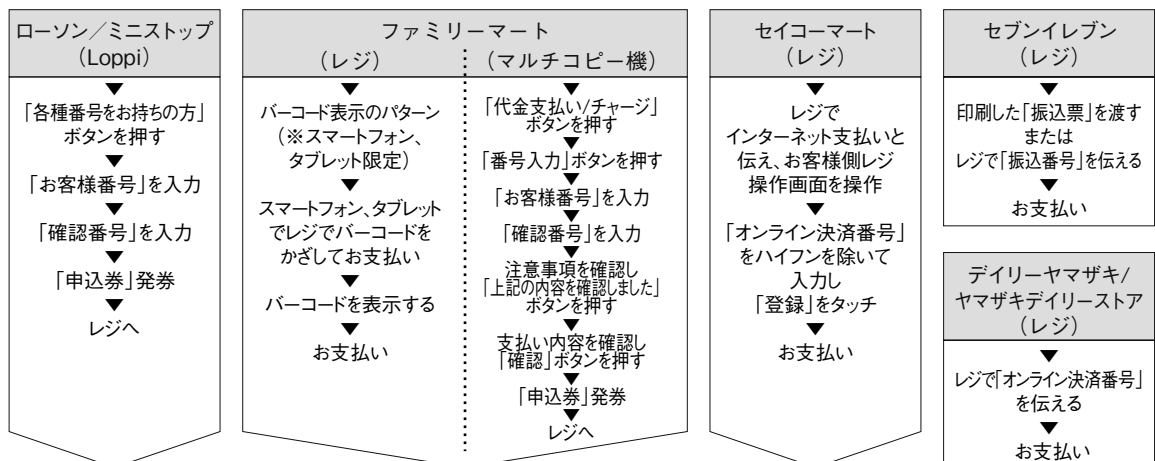 ローソン／ミニストップ
（Loppi）
▼
「各種番号をお持ちの方」
ボタンを押す
▼
「お客様番号」を入力
▼
「確認番号」を入力
▼
「申込券」発券
▼
レジへ
ファミリーマート
（レジ）
▼
バーコード表示のパターン
（※スマートフォン、
タブレット限定）
▼
スマートフォン、タブレット
でレジでバーコードを
かざしてお支払い
▼
バーコードを表示する
▼
お支払い
（マルチコピー機）
▼
「代金支払い/チャージ」
ボタンを押す
▼
「番号入力」ボタンを押す
▼
「お客様番号」を入力
▼
「確認番号」を入力
▼
注意事項を確認し
「上記の内容を確認しました」
ボタンを押す
▼
支払い内容を確認し
「確認」ボタンを押す
▼
「申込券」発券
▼
レジへ
セイコーマート
（レジ）
▼
レジで
インターネット支払いと
伝え、お客様側レジ
操作画面を操作
▼
「オンライン決済番号」
をハイフンを除いて
入力し
「登録」をタッチ
▼
お支払い
セブンイレブン
（レジ）
▼
印刷した「振込票」を渡す
または
レジで「振込番号」を伝える
▼
お支払い
デイリーヤマザキ/
ヤマザキデイリーストア
（レジ）
▼
レジで「オンライン決済番号」
を伝える
▼
お支払い